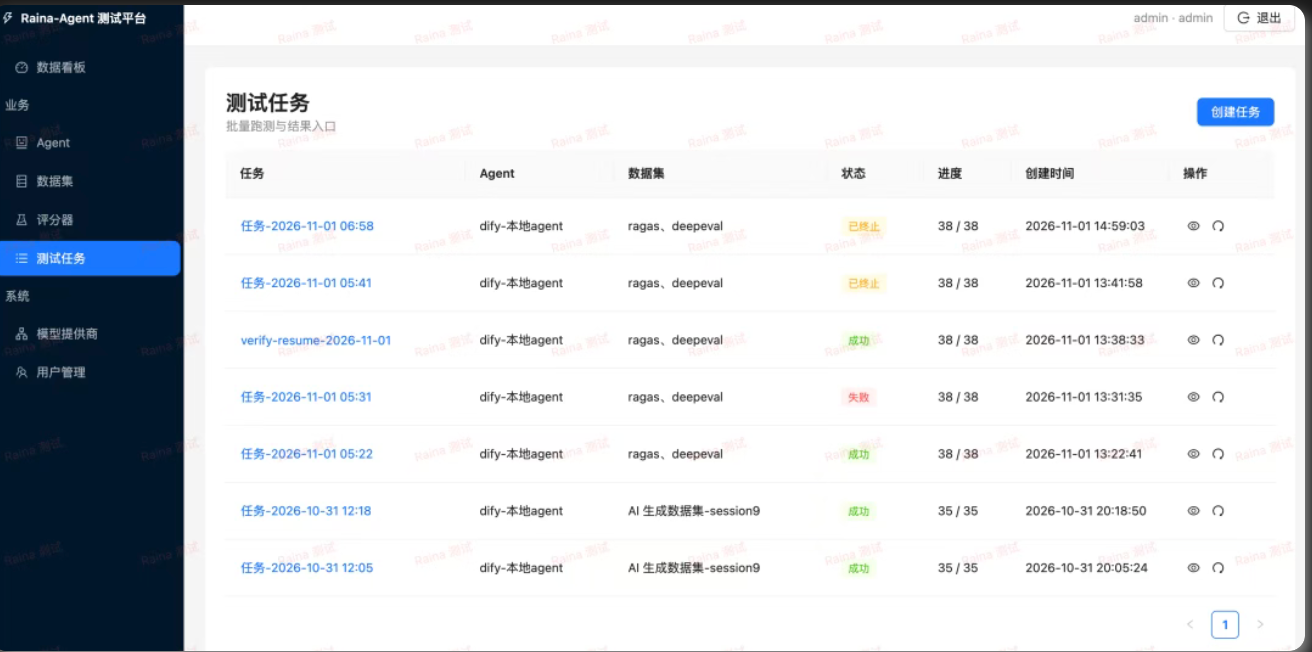 Raina-Agent 测试平台
admin · admin
退出
数据看板
业务
Agent
数据集
评分器
测试任务
系统
模型提供商
用户管理
测试任务
批量跑测与结果入口
创建任务
任务 Agent 数据集 状态 进度 创建时间 操作
任务-2026-11-01 06:58 dify-本地agent ragas、deepeval 已终止 38 / 38 2026-11-01 14:59:03
任务-2026-11-01 05:41 dify-本地agent ragas、deepeval 已终止 38 / 38 2026-11-01 13:41:58
verify-resume-2026-11-01 dify-本地agent ragas、deepeval 成功 38 / 38 2026-11-01 13:38:33
任务-2026-11-01 05:31 dify-本地agent ragas、deepeval 失败 38 / 38 2026-11-01 13:31:35
任务-2026-11-01 05:22 dify-本地agent ragas、deepeval 成功 38 / 38 2026-11-01 13:22:41
任务-2026-10-31 12:18 dify-本地agent AI 生成数据集-session9 成功 35 / 35 2026-10-31 20:18:50
任务-2026-10-31 12:05 dify-本地agent AI 生成数据集-session9 成功 35 / 35 2026-10-31 20:05:24
< 1 >
Raina 测试